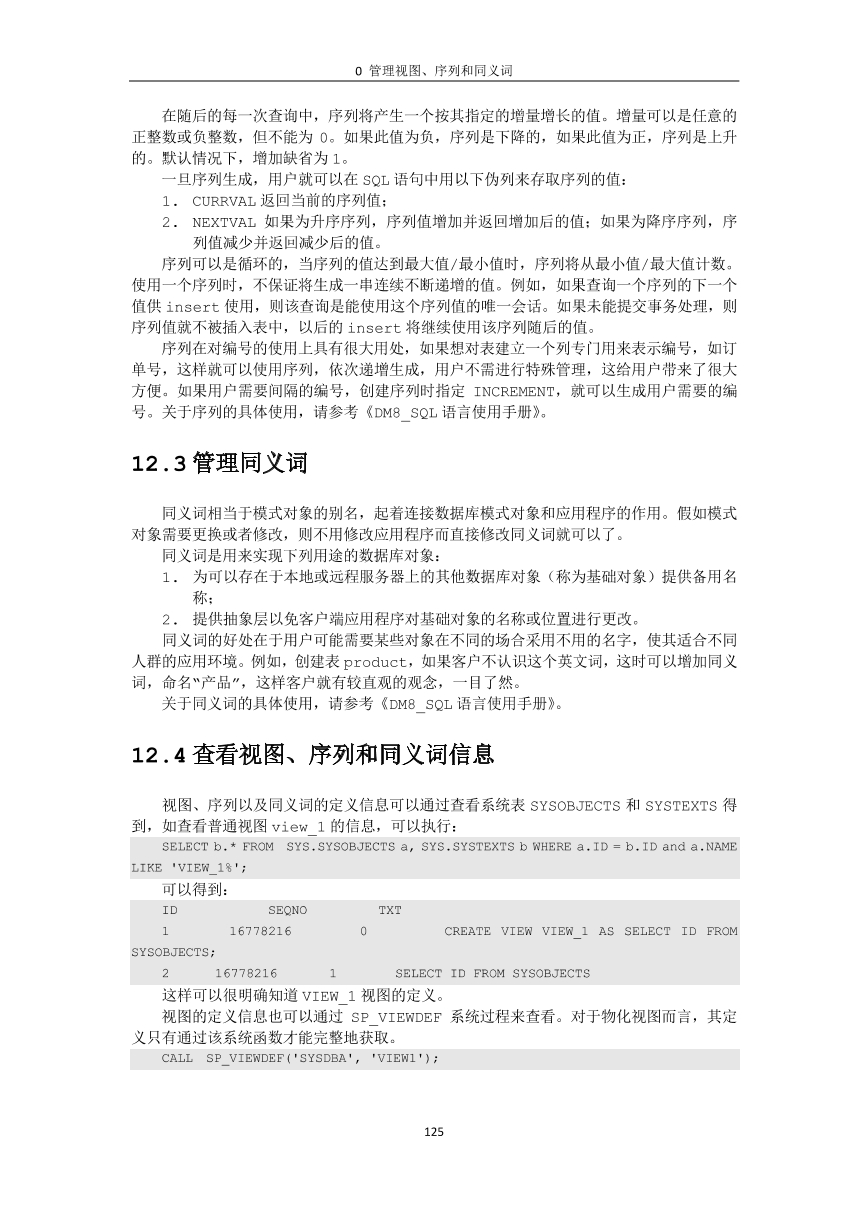 0 管理视图、序列和同义词
在随后的每一次查询中，序列将产生一个按其指定的增量增长的值。增量可以是任意的
正整数或负整数，但不能为 0。如果此值为负，序列是下降的，如果此值为正，序列是上升
的。默认情况下，增加缺省为 1。
一旦序列生成，用户就可以在 SQL 语句中用以下伪列来存取序列的值：
1. CURRVAL 返回当前的序列值；
2. NEXTVAL 如果为升序序列，序列值增加并返回增加后的值；如果为降序序列，序
列值减少并返回减少后的值。
序列可以是循环的，当序列的值达到最大值/最小值时，序列将从最小值/最大值计数。
使用一个序列时，不保证将生成一串连续不断递增的值。例如，如果查询一个序列的下一个
值供 insert 使用，则该查询是能使用这个序列值的唯一会话。如果未能提交事务处理，则
序列值就不被插入表中，以后的 insert 将继续使用该序列随后的值。
序列在对编号的使用上具有很大用处，如果想对表建立一个列专门用来表示编号，如订
单号，这样就可以使用序列，依次递增生成，用户不需进行特殊管理，这给用户带来了很大
方便。如果用户需要间隔的编号，创建序列时指定 INCREMENT，就可以生成用户需要的编
号。关于序列的具体使用，请参考《DM8_SQL 语言使用手册》。
12.3 管理同义词
同义词相当于模式对象的别名，起着连接数据库模式对象和应用程序的作用。假如模式
对象需要更换或者修改，则不用修改应用程序而直接修改同义词就可以了。
同义词是用来实现下列用途的数据库对象：
1. 为可以存在于本地或远程服务器上的其他数据库对象（称为基础对象）提供备用名
称；
2. 提供抽象层以免客户端应用程序对基础对象的名称或位置进行更改。
同义词的好处在于用户可能需要某些对象在不同的场合采用不用的名字，使其适合不同
人群的应用环境。例如，创建表 product，如果客户不认识这个英文词，这时可以增加同义
词，命名“产品”，这样客户就有较直观的观念，一目了然。
关于同义词的具体使用，请参考《DM8_SQL 语言使用手册》。
12.4 查看视图、序列和同义词信息
视图、序列以及同义词的定义信息可以通过查看系统表 SYSOBJECTS 和 SYSTEXTS 得
到，如查看普通视图 view_1 的信息，可以执行：
SELECT b.* FROM SYS.SYSOBJECTS a, SYS.SYSTEXTS b WHERE a.ID = b.ID and a.NAME
LIKE 'VIEW_1%';
可以得到：
ID SEQNO TXT
1 16778216 0 CREATE VIEW VIEW_1 AS SELECT ID FROM
SYSOBJECTS;
2 16778216 1 SELECT ID FROM SYSOBJECTS
这样可以很明确知道 VIEW_1 视图的定义。
视图的定义信息也可以通过 SP_VIEWDEF 系统过程来查看。对于物化视图而言，其定
义只有通过该系统函数才能完整地获取。
CALL SP_VIEWDEF('SYSDBA', 'VIEW1');
125